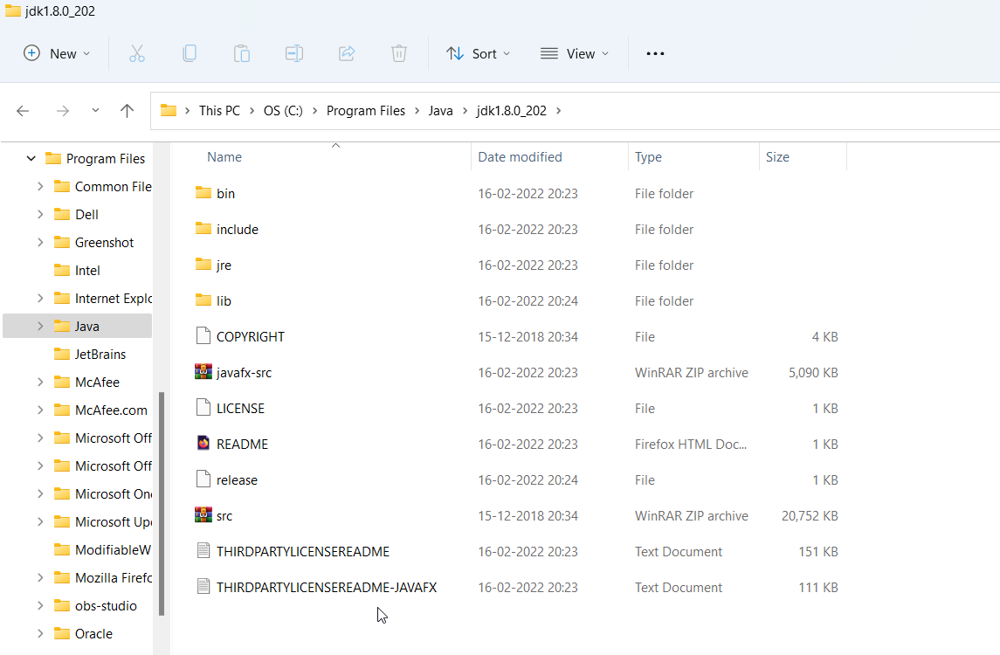 jdk1.8.0_202
New Sort View
This PC OS (C:) Program Files Java jdk1.8.0_202
Program Files
Common File
Dell
Greenshot
Intel
Internet Explo
Java
JetBrains
McAfee
McAfee.com
Microsoft Off
Microsoft Off
Microsoft One
Microsoft Upd
ModifiableW
Mozilla Firefo
obs-studio
Oracle
Name Date modified Type Size
bin 16-02-2022 20:23 File folder
include 16-02-2022 20:23 File folder
jre 16-02-2022 20:23 File folder
lib 16-02-2022 20:24 File folder
COPYRIGHT 15-12-2018 20:34 File 4 KB
javafx-src 16-02-2022 20:23 WinRAR ZIP archive 5,090 KB
LICENSE 16-02-2022 20:23 File 1 KB
README 16-02-2022 20:23 Firefox HTML Doc... 1 KB
release 16-02-2022 20:24 File 1 KB
src 15-12-2018 20:34 WinRAR ZIP archive 20,752 KB
THIRDPARTYLICENSEREADME 16-02-2022 20:23 Text Document 151 KB
THIRDPARTYLICENSEREADME-JAVAFX 16-02-2022 20:23 Text Document 111 KB